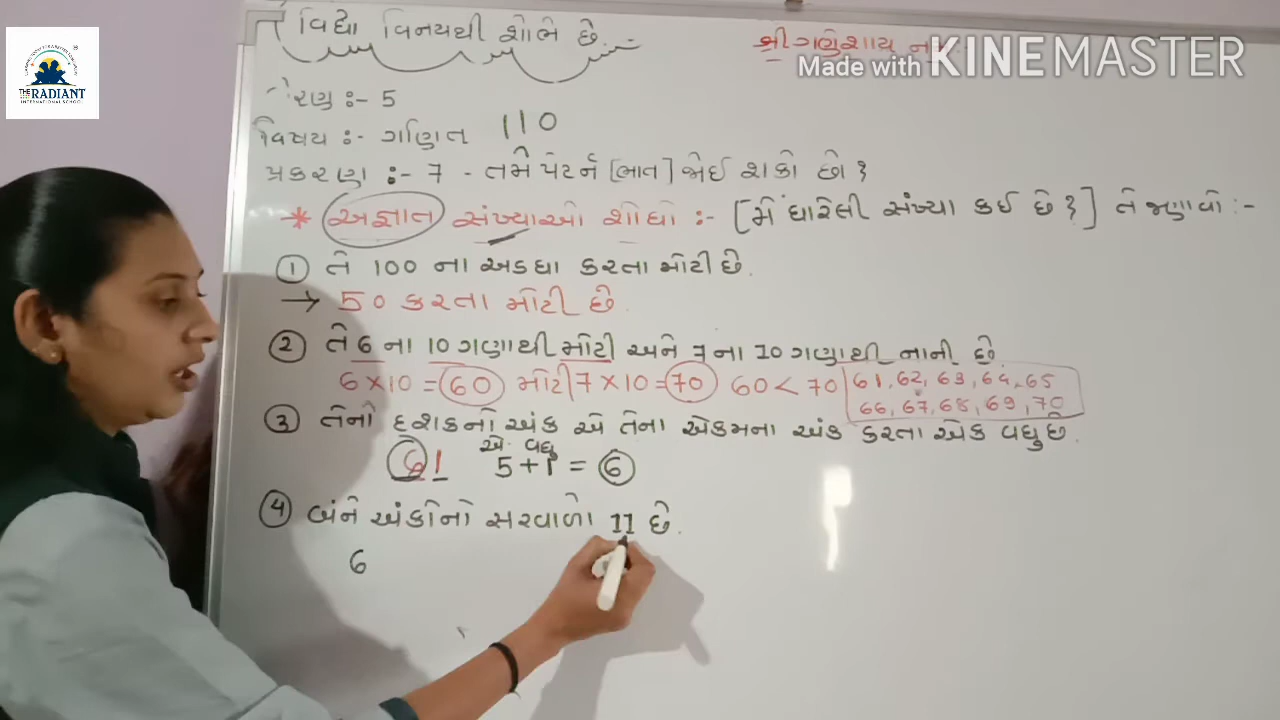 વિદ્યા વિનયથી શોભે છે.
શ્રી ગણેશાય
Made with KINEMASTER
THE RADIANT
INTERNATIONAL SCHOOL
ધોરણ :- 5
વિષય :- ગણિત 110
પ્રકરણ :- 7 - તમે પેટર્ન [ભાત] જોઈ શકો છો?
* અજ્ઞાત સંખ્યાઓ શોધો :- [મેં ધારેલી સંખ્યા કઈ છે?] તે જણાવો :-
① તે 100 ના અડધા કરતા મોટી છે.
→ 50 કરતા મોટી છે.
② તે 6 ના 10 ગણાથી મોટી અને 7 ના 10 ગણાથી નાની છે.
6 × 10 = 60 મોટી 7 × 10 = 70 60 < 70 61, 62, 63, 64, 65
66, 67, 68, 69, 70
③ તેનો દશકનો અંક એ તેના એકમના અંક કરતા એક વધુ છે.
એ. વધુ
61 5 + 1 = 6
④ બંને અંકોનો સરવાળો 11 છે.
6